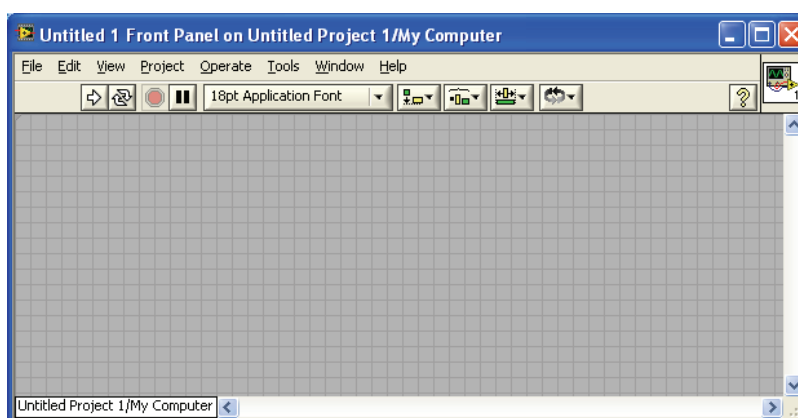 Untitled 1 Front Panel on Untitled Project 1/My Computer
File Edit View Project Operate Tools Window Help
18pt Application Font
?
1
Untitled Project 1/My Computer